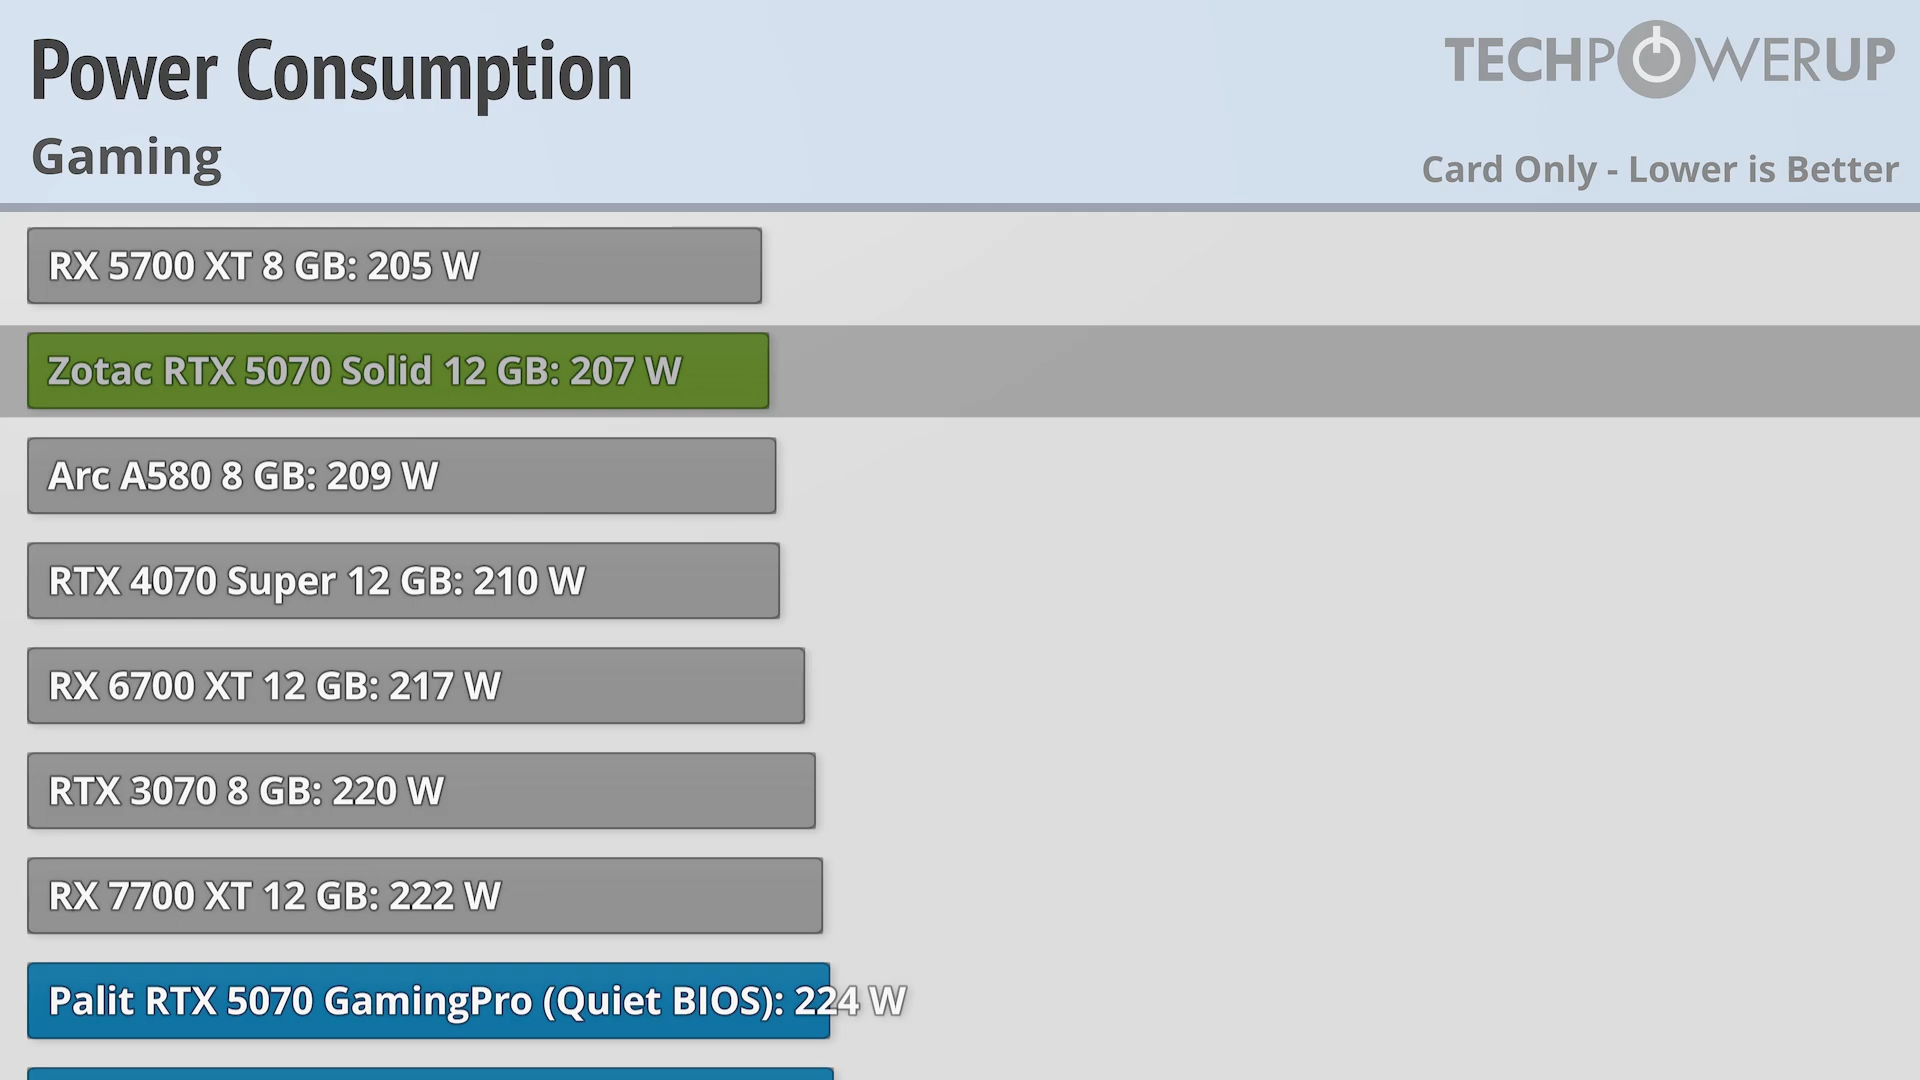 Power Consumption
TECHPOWERUP
Gaming
Card Only - Lower is Better
RX 5700 XT 8 GB: 205 W
Zotac RTX 5070 Solid 12 GB: 207 W
Arc A580 8 GB: 209 W
RTX 4070 Super 12 GB: 210 W
RX 6700 XT 12 GB: 217 W
RTX 3070 8 GB: 220 W
RX 7700 XT 12 GB: 222 W
Palit RTX 5070 GamingPro (Quiet BIOS): 224 W